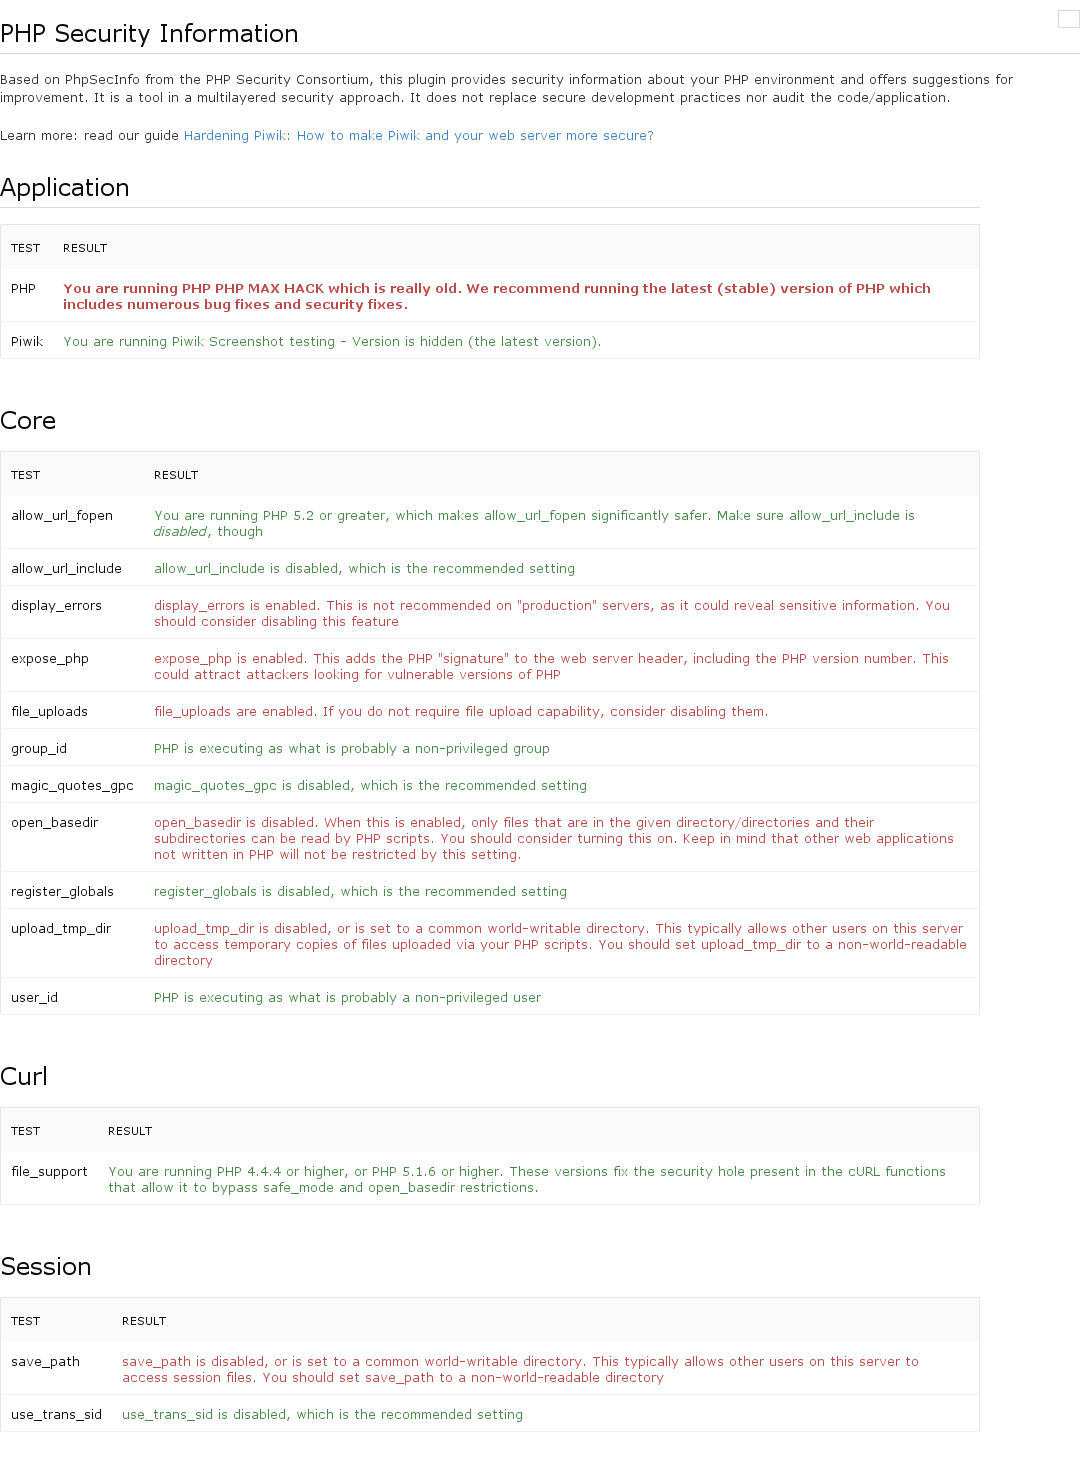 PHP Security Information
Based on PhpSecInfo from the PHP Security Consortium, this plugin provides security information about your PHP environment and offers suggestions for
improvement. It is a tool in a multilayered security approach. It does not replace secure development practices nor audit the code/application.
Learn more: read our guide Hardening Piwik: How to make Piwik and your web server more secure?
Application
TEST RESULT
PHP You are running PHP PHP MAX HACK which is really old. We recommend running the latest (stable) version of PHP which
includes numerous bug fixes and security fixes.
Piwik You are running Piwik Screenshot testing - Version is hidden (the latest version).
Core
TEST RESULT
allow_url_fopen You are running PHP 5.2 or greater, which makes allow_url_fopen significantly safer. Make sure allow_url_include is
disabled, though
allow_url_include allow_url_include is disabled, which is the recommended setting
display_errors display_errors is enabled. This is not recommended on "production" servers, as it could reveal sensitive information. You
should consider disabling this feature
expose_php expose_php is enabled. This adds the PHP "signature" to the web server header, including the PHP version number. This
could attract attackers looking for vulnerable versions of PHP
file_uploads file_uploads are enabled. If you do not require file upload capability, consider disabling them.
group_id PHP is executing as what is probably a non-privileged group
magic_quotes_gpc magic_quotes_gpc is disabled, which is the recommended setting
open_basedir open_basedir is disabled. When this is enabled, only files that are in the given directory/directories and their
subdirectories can be read by PHP scripts. You should consider turning this on. Keep in mind that other web applications
not written in PHP will not be restricted by this setting.
register_globals register_globals is disabled, which is the recommended setting
upload_tmp_dir upload_tmp_dir is disabled, or is set to a common world-writable directory. This typically allows other users on this server
to access temporary copies of files uploaded via your PHP scripts. You should set upload_tmp_dir to a non-world-readable
directory
user_id PHP is executing as what is probably a non-privileged user
Curl
TEST RESULT
file_support You are running PHP 4.4.4 or higher, or PHP 5.1.6 or higher. These versions fix the security hole present in the cURL functions
that allow it to bypass safe_mode and open_basedir restrictions.
Session
TEST RESULT
save_path save_path is disabled, or is set to a common world-writable directory. This typically allows other users on this server to
access session files. You should set save_path to a non-world-readable directory
use_trans_sid use_trans_sid is disabled, which is the recommended setting